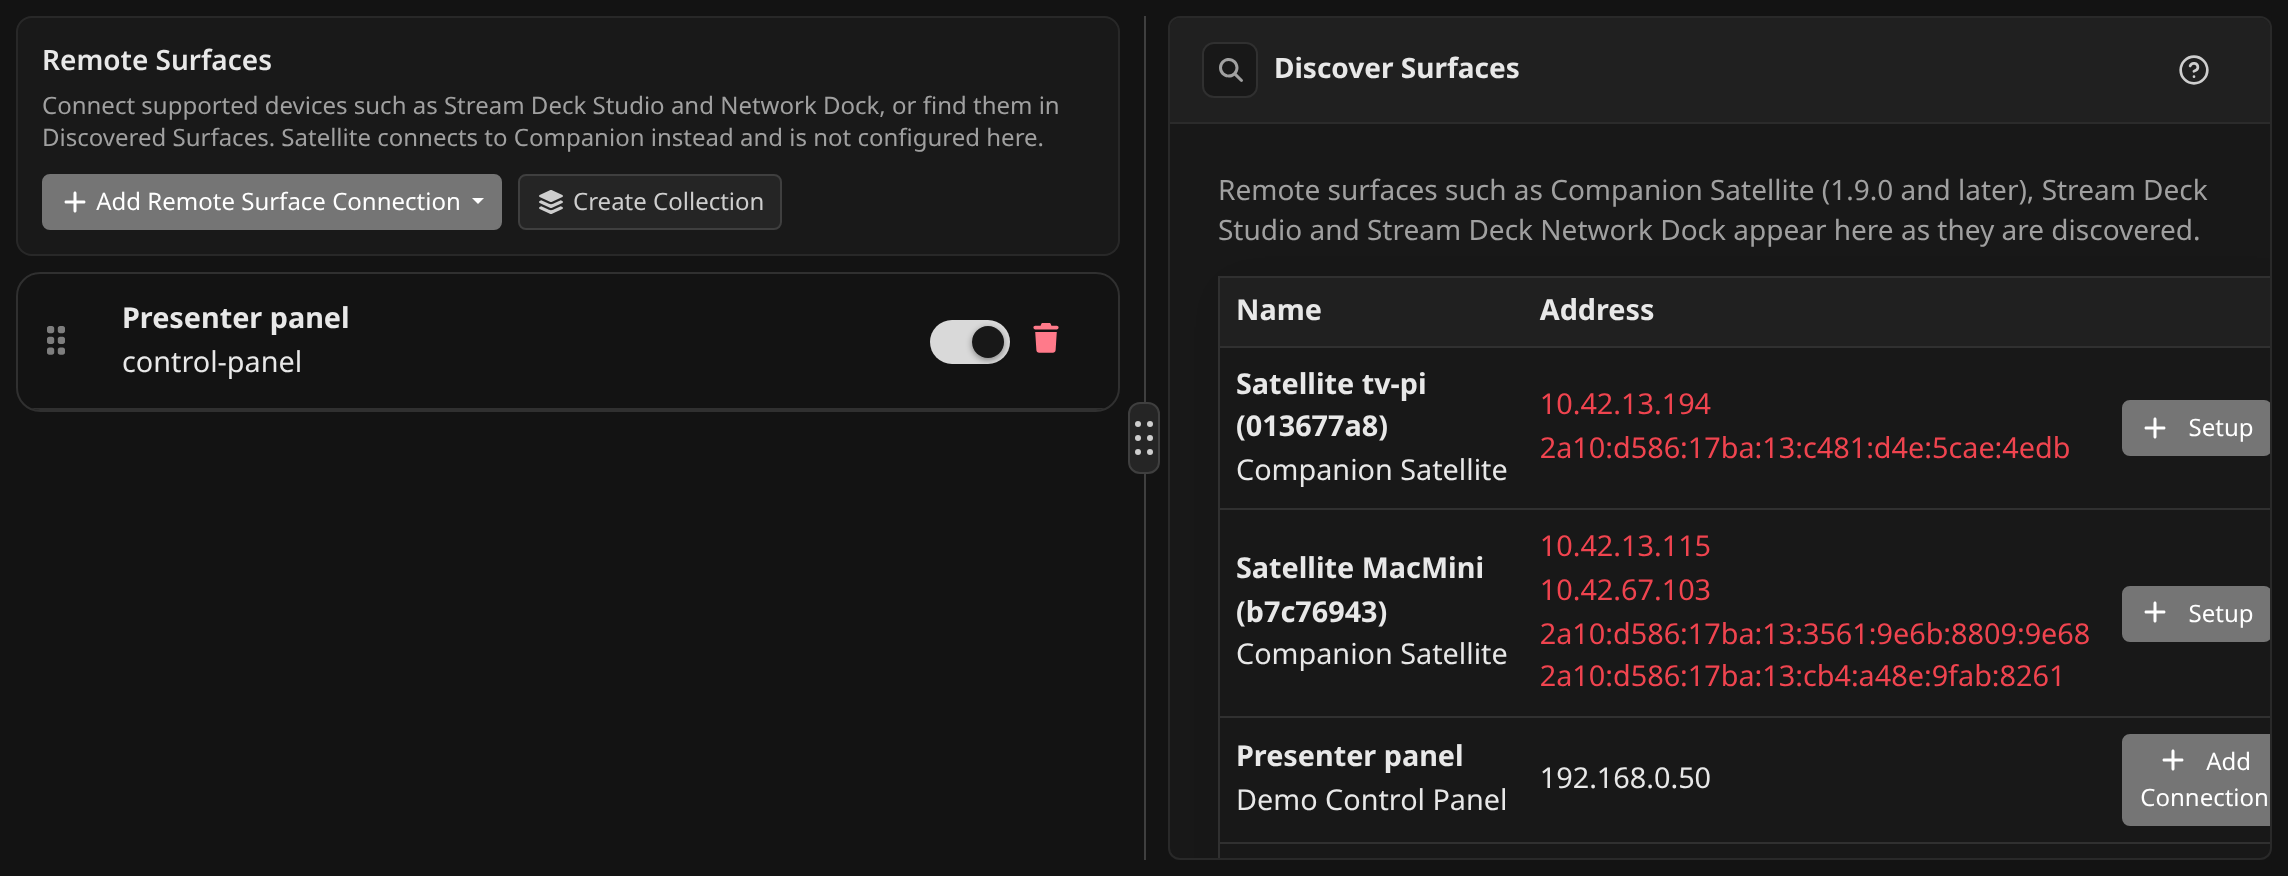 Remote Surfaces
Connect supported devices such as Stream Deck Studio and Network Dock, or find them in
Discovered Surfaces. Satellite connects to Companion instead and is not configured here.
Add Remote Surface Connection
Create Collection
Presenter panel
control-panel
Discover Surfaces
Remote surfaces such as Companion Satellite (1.9.0 and later), Stream Deck
Studio and Stream Deck Network Dock appear here as they are discovered.
Name Address
Satellite tv-pi
(013677a8)
Companion Satellite
10.42.13.194
2a10:d586:17ba:13:c481:d4e:5cae:4edb
Setup
Satellite MacMini
(b7c76943)
Companion Satellite
10.42.13.115
10.42.67.103
2a10:d586:17ba:13:3561:9e6b:8809:9e68
2a10:d586:17ba:13:cb4:a48e:9fab:8261
Setup
Presenter panel
Demo Control Panel
192.168.0.50
Add
Connection